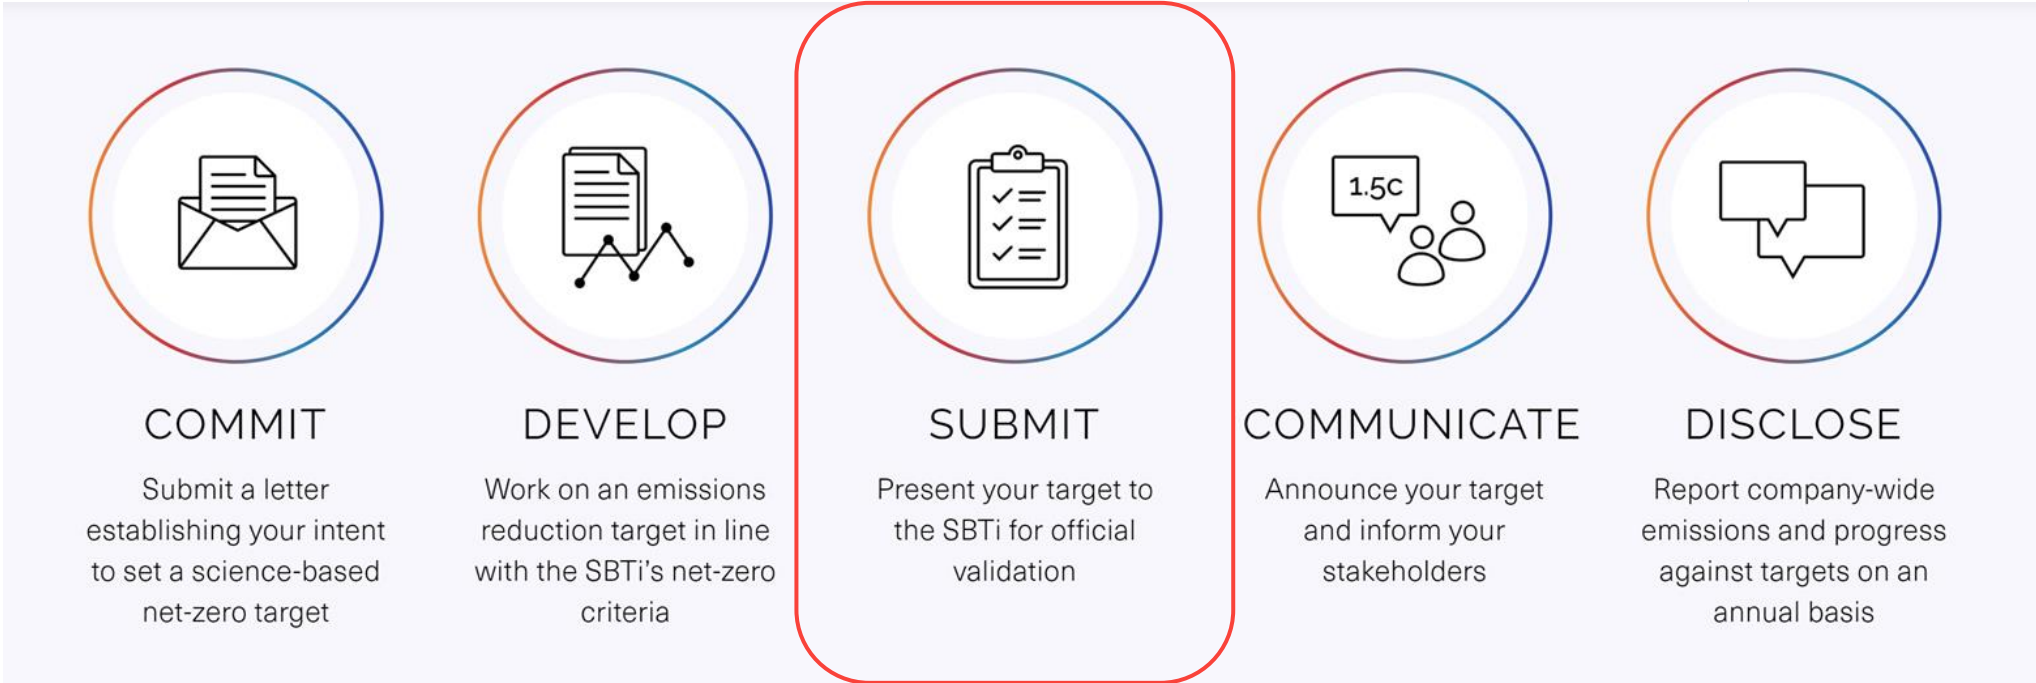 COMMIT
Submit a letter
establishing your intent
to set a science-based
net-zero target
DEVELOP
Work on an emissions
reduction target in line
with the SBTi's net-zero
criteria
SUBMIT
Present your target to
the SBTi for official
validation
1.5c
COMMUNICATE
Announce your target
and inform your
stakeholders
DISCLOSE
Report company-wide
emissions and progress
against targets on an
annual basis